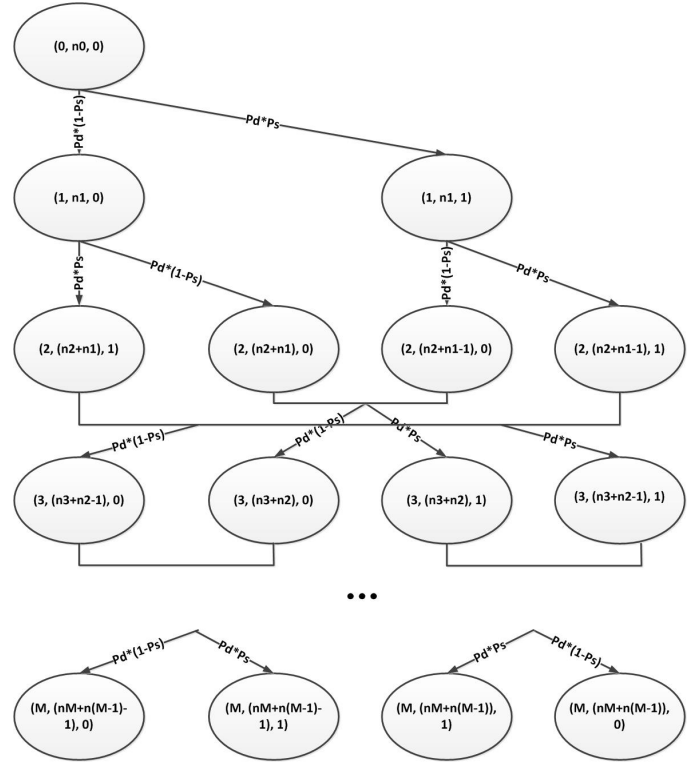 (0, n0, 0)
Pd*(1-Ps)
Pd*Ps
(1, n1, 0)
(1, n1, 1)
Pd*Ps
Pd*(1-Ps)
Pd*(1-Ps)
Pd*Ps
(2, (n2+n1), 1)
(2, (n2+n1), 0)
(2, (n2+n1-1), 0)
(2, (n2+n1-1), 1)
Pd*(1-Ps)
Pd*(1-Ps)
Pd*Ps
Pd*Ps
(3, (n3+n2-1), 0)
(3, (n3+n2), 0)
(3, (n3+n2), 1)
(3, (n3+n2-1), 1)
...
Pd*(1-Ps)
Pd*Ps
Pd*Ps
Pd*(1-Ps)
(M, (nM+n(M-1)-
1), 0)
(M, (nM+n(M-1)-
1), 1)
(M, (nM+n(M-1)),
1)
(M, (nM+n(M-1)),
0)